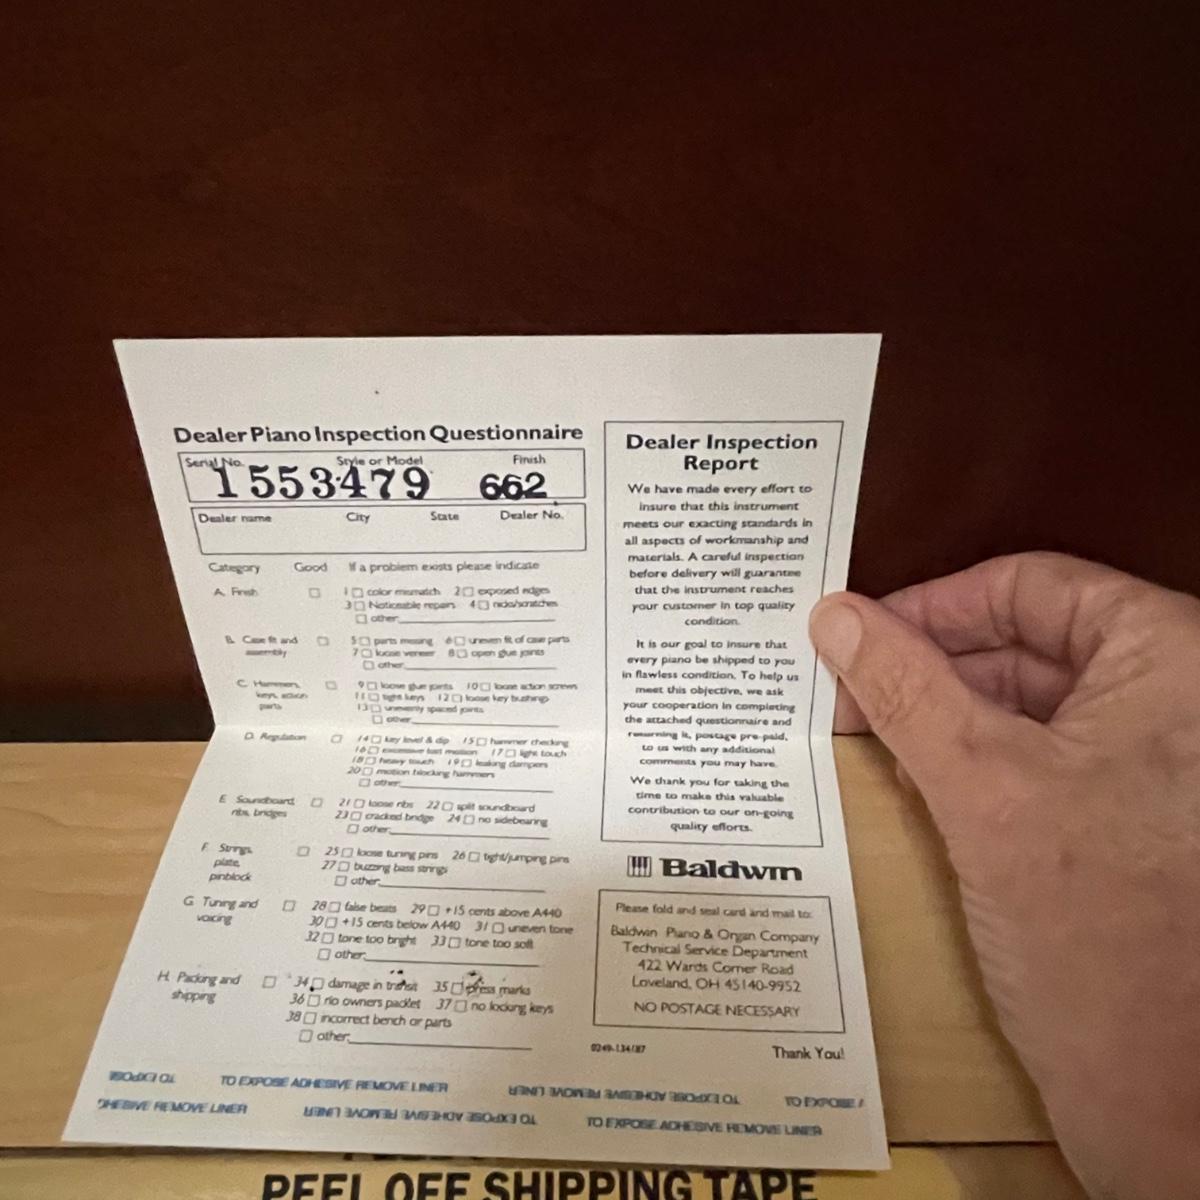 Dealer Piano Inspection Questionnaire
Serial No. Style or Model Finish
1553479 662
Dealer name City State Dealer No.
Category Good If a problem exists please indicate
A. Finish 1 color mismatch 2 exposed edges
3 Noticeable repairs 4 nicks/scratches
other
B. Case fit and assembly 5 parts missing 6 uneven fit of case parts
7 loose veneer 8 open glue joints
other
C. Hammers, keys, action parts 9 loose glue joints 10 loose action screws
11 tight keys 12 loose key bushings
13 unevenly spaced joints
other
D. Regulation 14 key level & dip 15 hammer checking
16 excessive lost motion 17 light touch
18 heavy touch 19 leaking dampers
20 motion blocking hammers
other
E. Soundboard, ribs, bridges 21 loose ribs 22 split soundboard
23 cracked bridge 24 no sidebearing
other
F. Strings, plate, pinblock 25 loose tuning pins 26 tight/jumping pins
27 buzzing bass strings
other
G. Tuning and voicing 28 false beats 29 +15 cents above A440
30 +15 cents below A440 31 uneven tone
32 tone too bright 33 tone too soft
other
H. Packing and shipping 34 damage in transit 35 press marks
36 no owners packet 37 no locking keys
38 incorrect bench or parts
other
Dealer Inspection
Report
We have made every effort to
insure that this instrument
meets our exacting standards in
all aspects of workmanship and
materials. A careful inspection
before delivery will guarantee
that the instrument reaches
your customer in top quality
condition.
It is our goal to insure that
every piano be shipped to you
in flawless condition. To help us
meet this objective, we ask
your cooperation in completing
the attached questionnaire and
returning it, postage pre-paid,
to us with any additional
comments you may have.
We thank you for taking the
time to make this valuable
contribution to our on-going
quality efforts.
Baldwin
Please fold and seal card and mail to:
Baldwin Piano & Organ Company
Technical Service Department
422 Wards Corner Road
Loveland, OH 45140-9952
NO POSTAGE NECESSARY
0249-134/187 Thank You!
TO EXPOSE TO EXPOSE ADHESIVE REMOVE LINER TO EXPOSE ADHESIVE REMOVE LINER TO EXPOSE
ADHESIVE REMOVE LINER TO EXPOSE ADHESIVE REMOVE LINER TO EXPOSE ADHESIVE REMOVE LINER
PEEL OFF SHIPPING TAPE